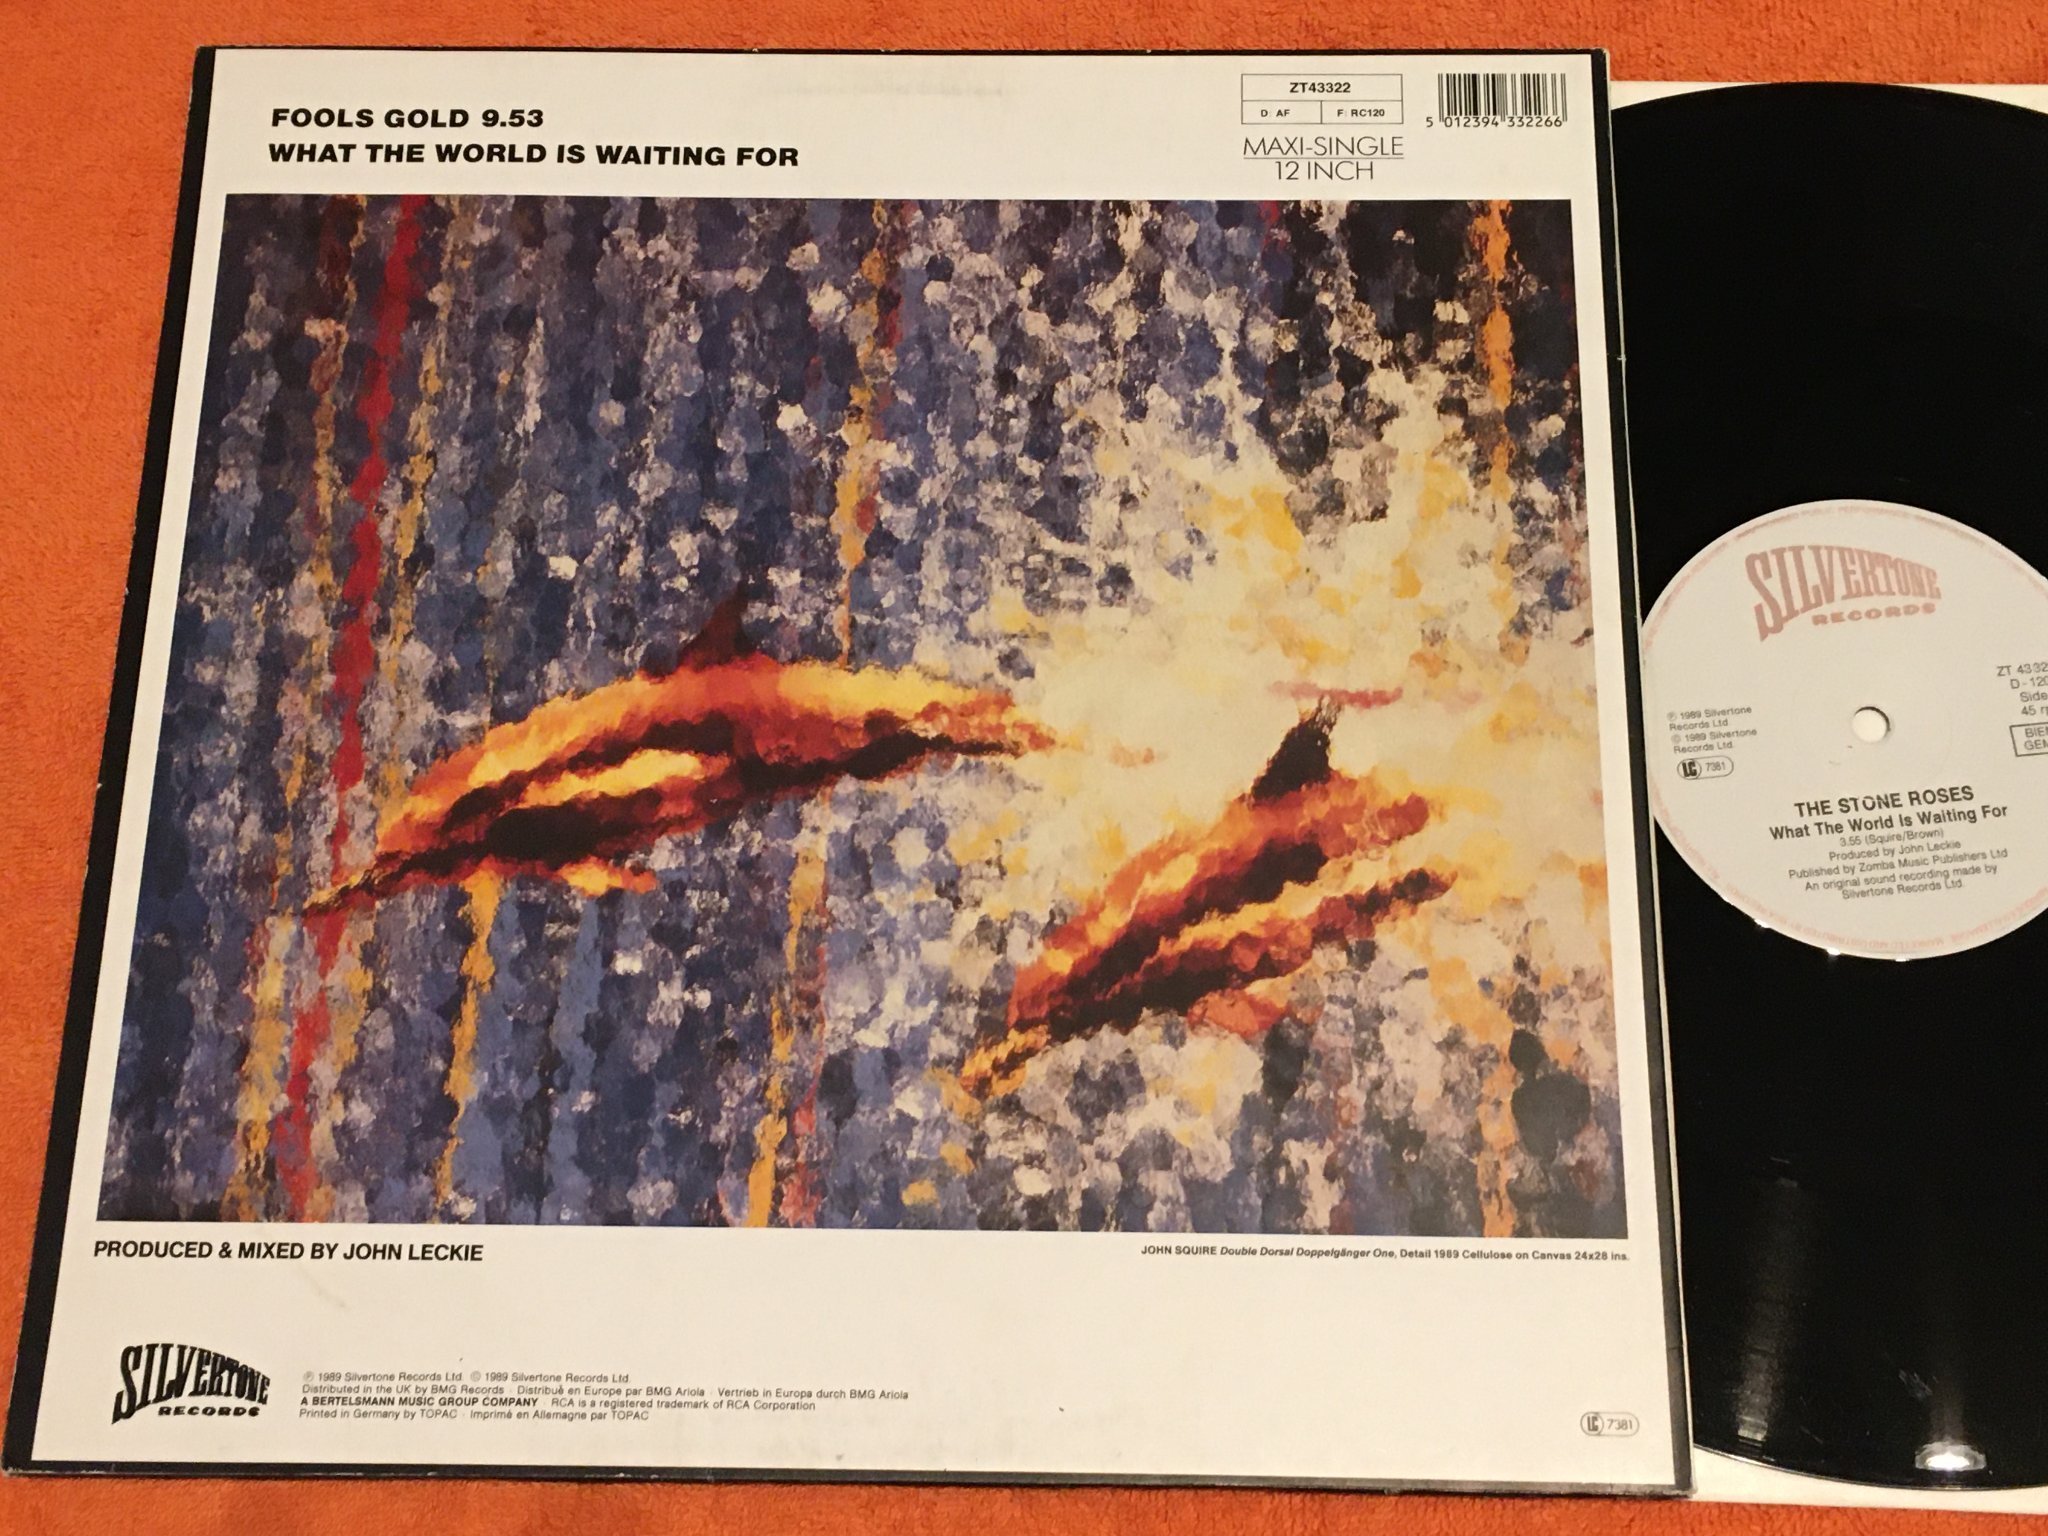 FOOLS GOLD 9.53
WHAT THE WORLD IS WAITING FOR
ZT43322
D: AF F: RC120
MAXI-SINGLE
12 INCH
5 012394 332266
PRODUCED & MIXED BY JOHN LECKIE
JOHN SQUIRE Double Dorsal Doppelgänger One, Detail 1989 Cellulose on Canvas 24x28 ins.
SILVERTONE
RECORDS
℗ 1989 Silvertone Records Ltd. © 1989 Silvertone Records Ltd.
Distributed in the UK by BMG Records · Distribué en Europe par BMG Ariola · Vertrieb in Europa durch BMG Ariola
A BERTELSMANN MUSIC GROUP COMPANY · RCA is a registered trademark of RCA Corporation
Printed in Germany by TOPAC · Imprimé en Allemagne par TOPAC
LC 7381
SILVERTONE
RECORDS
ZT 4332
D-120
Side
45
℗ 1989 Silvertone
Records Ltd.
© 1989 Silvertone
Records Ltd.
LC 7381
BIE
GEM
THE STONE ROSES
What The World Is Waiting For
3.55 (Squire/Brown)
Produced by John Leckie
Published by Zomba Music Publishers Ltd
An original sound recording made by
Silvertone Records Ltd.